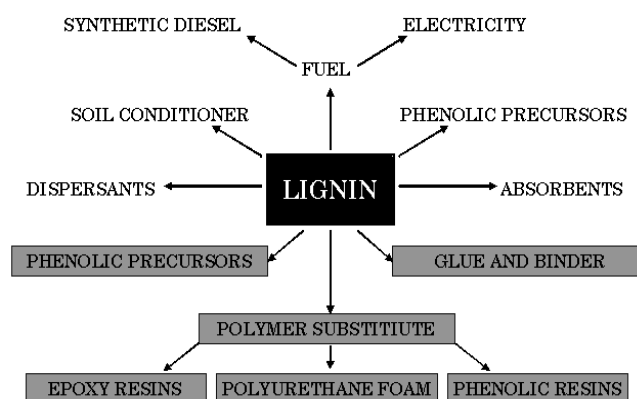 SYNTHETIC DIESEL
ELECTRICITY
FUEL
SOIL CONDITIONER
PHENOLIC PRECURSORS
DISPERSANTS
LIGNIN
ABSORBENTS
PHENOLIC PRECURSORS
GLUE AND BINDER
POLYMER SUBSTITIUTE
EPOXY RESINS
POLYURETHANE FOAM
PHENOLIC RESINS